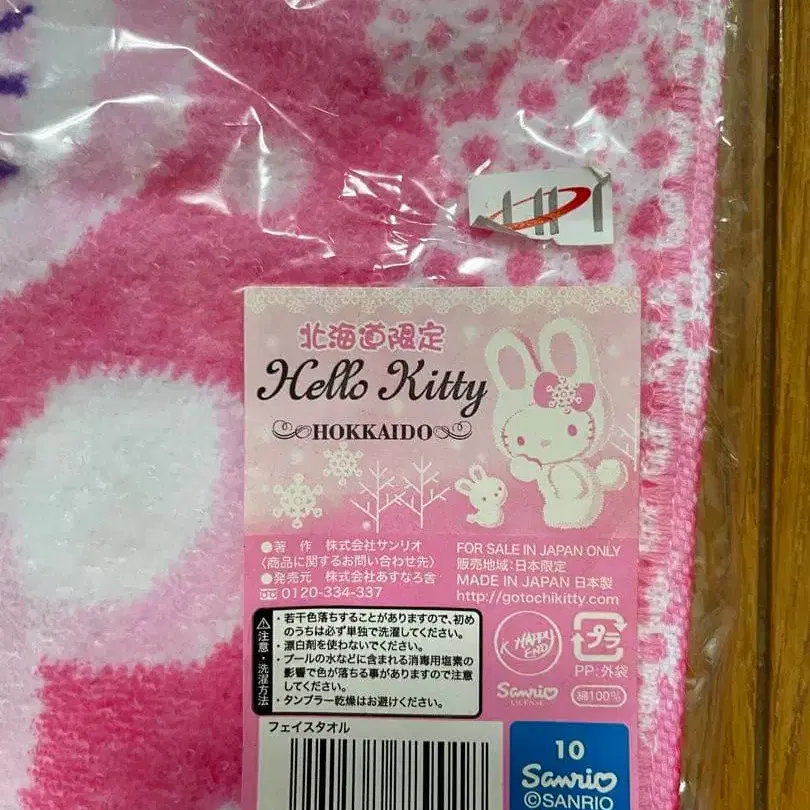 HPI
北海道限定
Hello Kitty
HOKKAIDO
●著 作 株式会社サンリオ
〈商品に関するお問い合わせ先〉
●発売元 株式会社あすなろ舎
0120-334-337
FOR SALE IN JAPAN ONLY
販売地域:日本限定
MADE IN JAPAN 日本製
http://gotochikitty.com
注意・洗濯方法
・若干色落ちすることがありますので、初め
のうちは必ず単独で洗濯してください。
・漂白剤を使わないでください。
・プールの水などに含まれる消毒用塩素の
影響で色が落ちる事がありますので注意
してください。
・タンブラー乾燥はお避けください。
HAPPY
END
プラ
PP:外袋
Sanrio
LICENSE
綿100%
フェイスタオル
10
Sanrio
©SANRIO